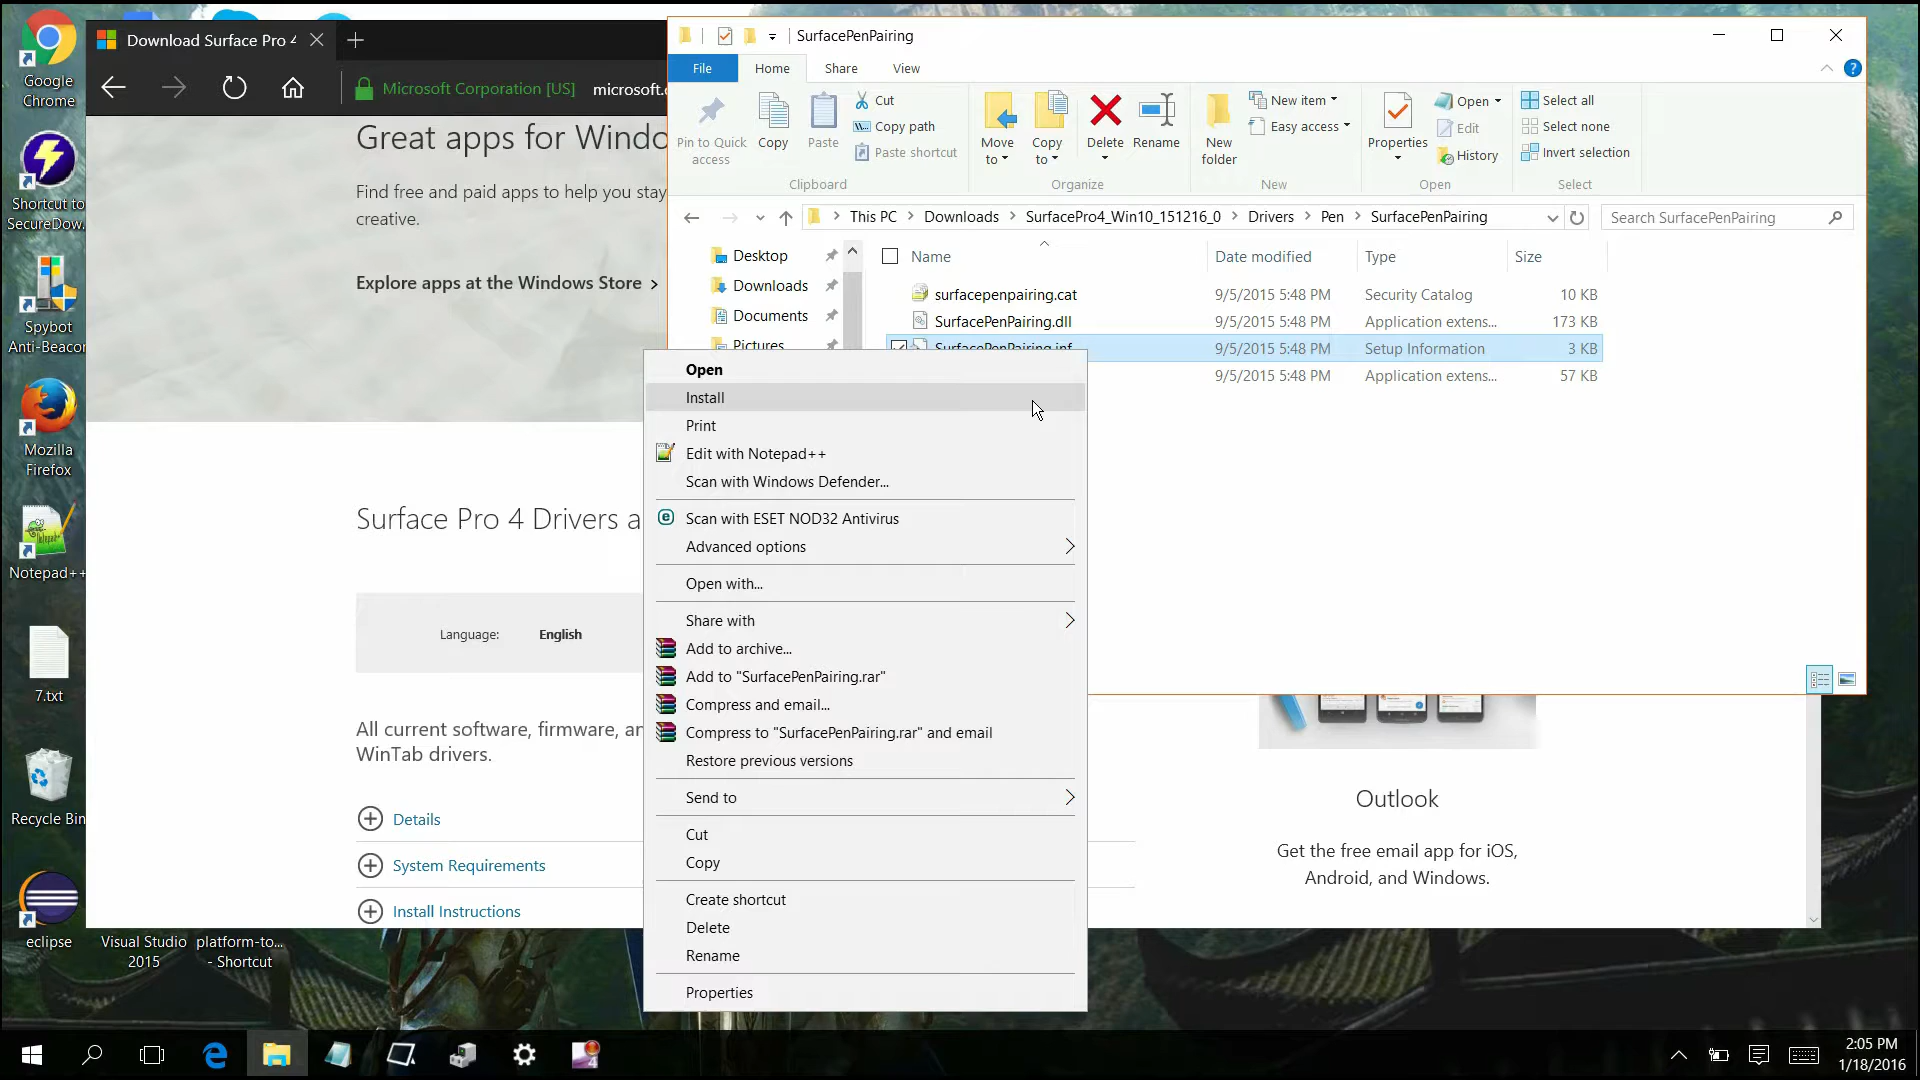 Google
Chrome
Shortcut to
SecureDow...
Spybot
Anti-Beacon
Mozilla
Firefox
Notepad++
7.txt
Recycle Bin
eclipse
Visual Studio
2015
platform-to...
- Shortcut
Download Surface Pro 4
Microsoft Corporation [US]
microsoft.c
Great apps for Windo
Find free and paid apps to help you stay
creative.
Explore apps at the Windows Store
Surface Pro 4 Drivers a
Language:
English
All current software, firmware, an
WinTab drivers.
Details
System Requirements
Install Instructions
Outlook
Get the free email app for iOS,
Android, and Windows.
SurfacePenPairing
File
Home
Share
View
Pin to Quick
access
Copy
Paste
Cut
Copy path
Paste shortcut
Clipboard
Move
to
Copy
to
Delete
Rename
Organize
New
folder
New item
Easy access
New
Properties
Open
Edit
History
Open
Select all
Select none
Invert selection
Select
This PC
Downloads
SurfacePro4_Win10_151216_0
Drivers
Pen
SurfacePenPairing
Search SurfacePenPairing
Desktop
Downloads
Documents
Pictures
Name
Date modified
Type
Size
surfacepenpairing.cat
9/5/2015 5:48 PM
Security Catalog
10 KB
SurfacePenPairing.dll
9/5/2015 5:48 PM
Application extens...
173 KB
SurfacePenPairing.inf
9/5/2015 5:48 PM
Setup Information
3 KB
9/5/2015 5:48 PM
Application extens...
57 KB
Open
Install
Print
Edit with Notepad++
Scan with Windows Defender...
Scan with ESET NOD32 Antivirus
Advanced options
Open with...
Share with
Add to archive...
Add to "SurfacePenPairing.rar"
Compress and email...
Compress to "SurfacePenPairing.rar" and email
Restore previous versions
Send to
Cut
Copy
Create shortcut
Delete
Rename
Properties
2:05 PM
1/18/2016